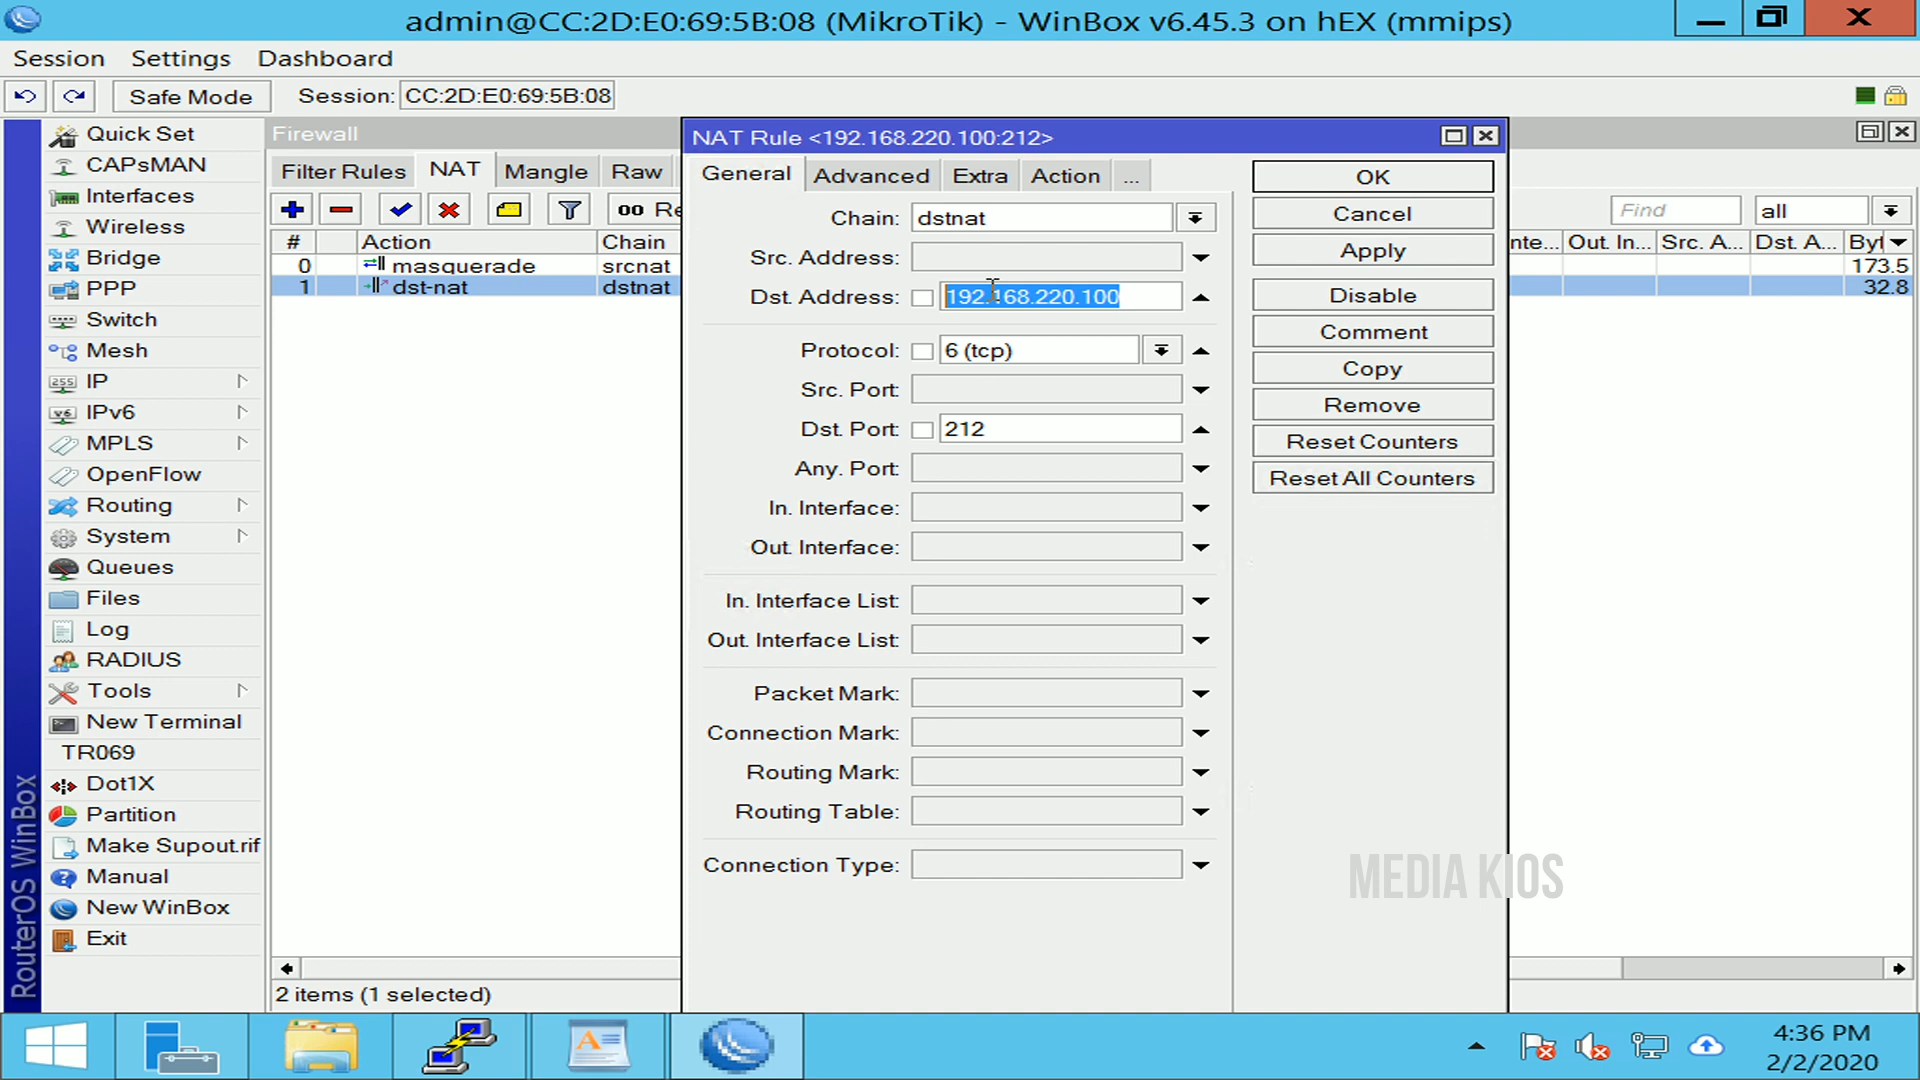 admin@CC:2D:E0:69:5B:08 (MikroTik) - WinBox v6.45.3 on hEX (mmips)
Session Settings Dashboard
Safe Mode Session: CC:2D:E0:69:5B:08
Quick Set
CAPsMAN
Interfaces
Wireless
Bridge
PPP
Switch
Mesh
IP
IPv6
MPLS
OpenFlow
Routing
System
Queues
Files
Log
RADIUS
Tools
New Terminal
TR069
Dot1X
Partition
Make Supout.rif
Manual
New WinBox
Exit
RouterOS WinBox
Firewall
Filter Rules NAT Mangle Raw
00 Re
Find all
# Action Chain
nte... Out. In... Src. A... Dst. A... Byt
0 masquerade srcnat 173.5
1 dst-nat dstnat 32.8
2 items (1 selected)
NAT Rule <192.168.220.100:212>
General Advanced Extra Action ...
Chain: dstnat
Src. Address:
Dst. Address: 192.168.220.100
Protocol: 6 (tcp)
Src. Port:
Dst. Port: 212
Any. Port:
In. Interface:
Out. Interface:
In. Interface List:
Out. Interface List:
Packet Mark:
Connection Mark:
Routing Mark:
Routing Table:
Connection Type:
OK
Cancel
Apply
Disable
Comment
Copy
Remove
Reset Counters
Reset All Counters
MEDIA KIOS
4:36 PM
2/2/2020